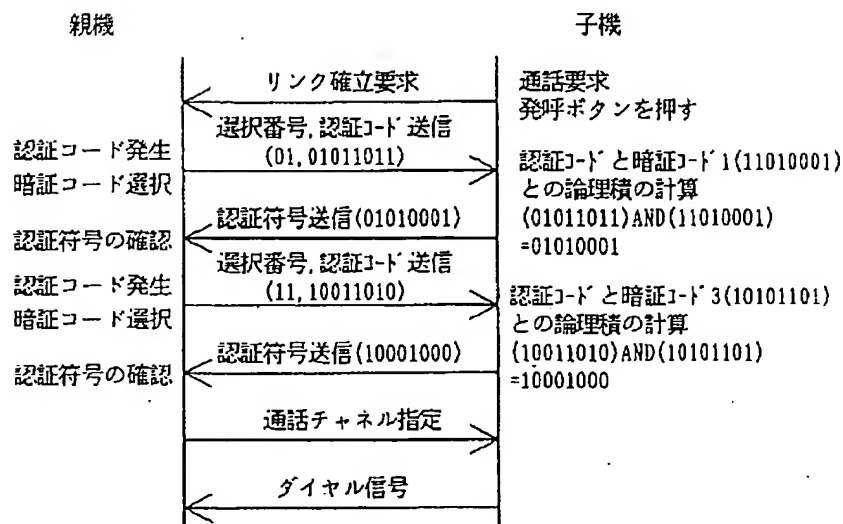 親機
子機
リンク確立要求
通話要求
発呼ボタンを押す
選択番号,認証ｺｰﾄﾞ送信
(01,01011011)
認証コード発生
暗証コード選択
認証ｺｰﾄﾞと暗証ｺｰﾄﾞ1(11010001)
との論理積の計算
(01011011)AND(11010001)
=01010001
認証符号送信(01010001)
認証符号の確認
選択番号,認証ｺｰﾄﾞ送信
(11,10011010)
認証コード発生
暗証コード選択
認証ｺｰﾄﾞと暗証ｺｰﾄﾞ3(10101101)
との論理積の計算
(10011010)AND(10101101)
=10001000
認証符号送信(10001000)
認証符号の確認
通話チャネル指定
ダイヤル信号